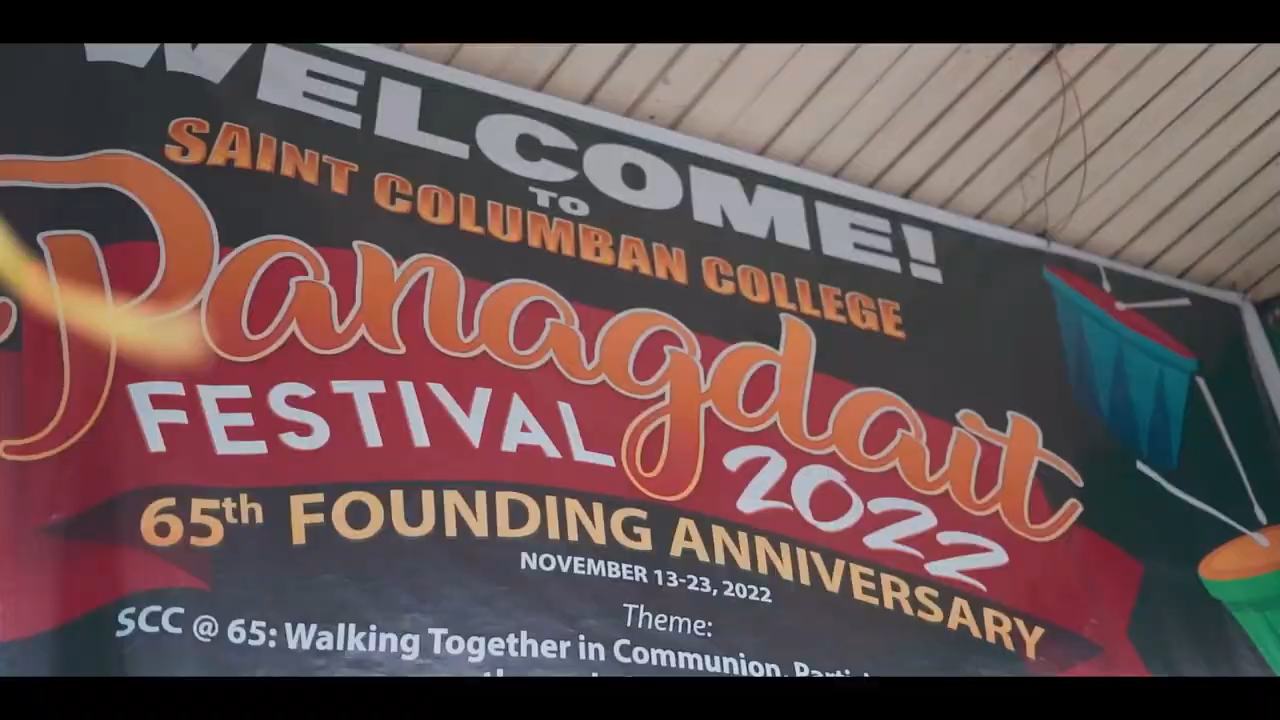 WELCOME!
TO
SAINT COLUMBAN COLLEGE
Panagdait
FESTIVAL 2022
65th FOUNDING ANNIVERSARY
NOVEMBER 13-23, 2022
Theme:
SCC @ 65: Walking Together in Communion,